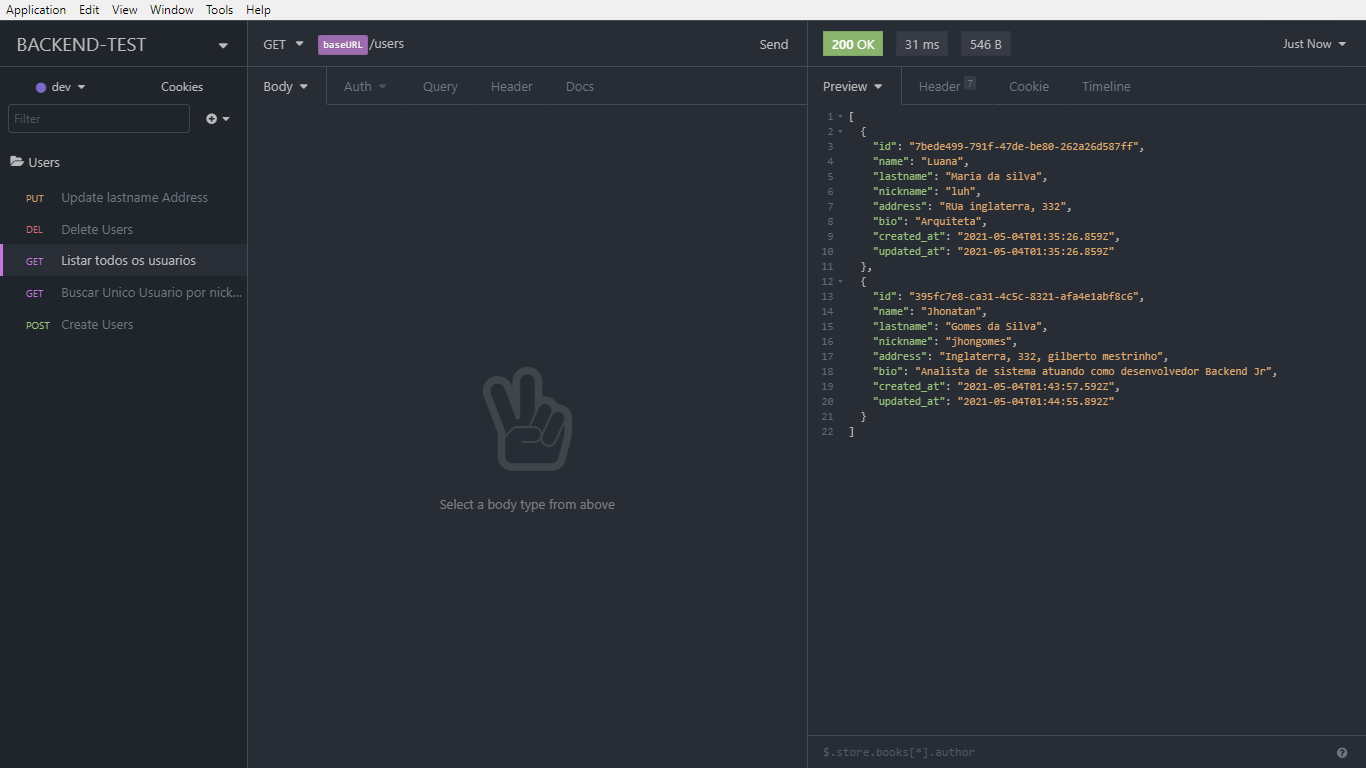 Application Edit View Window Tools Help
BACKEND-TEST
dev Cookies
Filter
Users
PUT Update lastname Address
DEL Delete Users
GET Listar todos os usuarios
GET Buscar Unico Usuario por nick...
POST Create Users
GET baseURL/users Send
Body Auth Query Header Docs
Select a body type from above
200 OK 31 ms 546 B Just Now
Preview Header 7 Cookie Timeline
1 [
2 {
3 "id": "7bede499-791f-47de-be80-262a26d587ff",
4 "name": "Luana",
5 "lastname": "Maria da silva",
6 "nickname": "luh",
7 "address": "RUa inglaterra, 332",
8 "bio": "Arquiteta",
9 "created_at": "2021-05-04T01:35:26.859Z",
10 "updated_at": "2021-05-04T01:35:26.859Z"
11 },
12 {
13 "id": "395fc7e8-ca31-4c5c-8321-afa4e1abf8c6",
14 "name": "Jhonatan",
15 "lastname": "Gomes da Silva",
16 "nickname": "jhongomes",
17 "address": "Inglaterra, 332, gilberto mestrinho",
18 "bio": "Analista de sistema atuando como desenvolvedor Backend Jr",
19 "created_at": "2021-05-04T01:43:57.592Z",
20 "updated_at": "2021-05-04T01:44:55.892Z"
21 }
22 ]
$.store.books[*].author